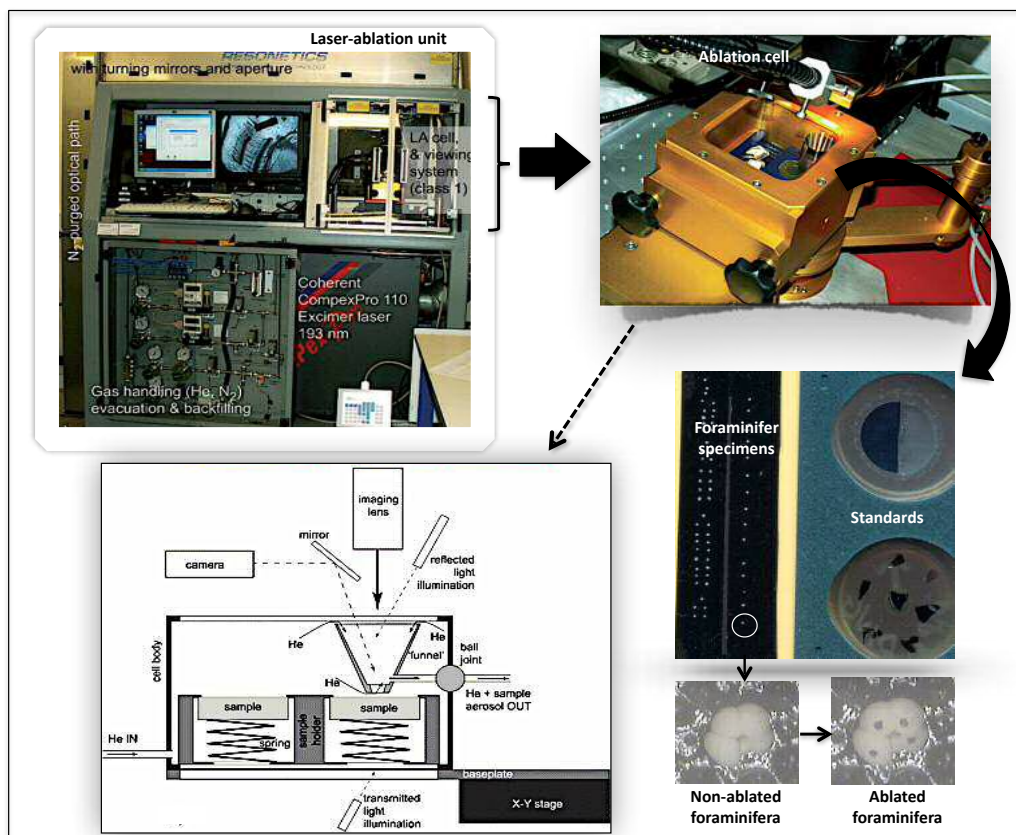 Laser-ablation unit
RESONETICS
with turning mirrors and aperture
N2 purged optical path
LA cell,
& viewing
system
(class 1)
Coherent
CompexPro 110
Excimer laser
193 nm
Gas handling (He, N2)
evacuation & backfilling
Ablation cell
Foraminifer
specimens
Standards
Non-ablated
foraminifera
Ablated
foraminifera
imaging
lens
mirror
camera
reflected
light
illumination
He
He
'funnel'
ball
joint
cell body
He
He + sample
aerosol OUT
sample
sample
spring
sample
holder
He IN
baseplate
X-Y stage
transmitted
light
illumination